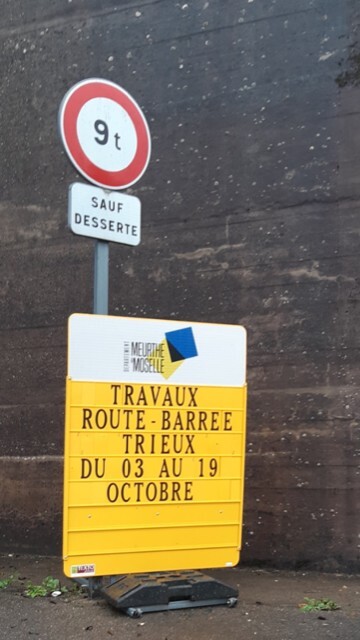 9t
SAUF
DESSERTE
DÉPARTEMENT
MEURTHE
&MOSELLE
TRAVAUX
ROUTE-BARREE
TRIEUX
DU 03 AU 19
OCTOBRE